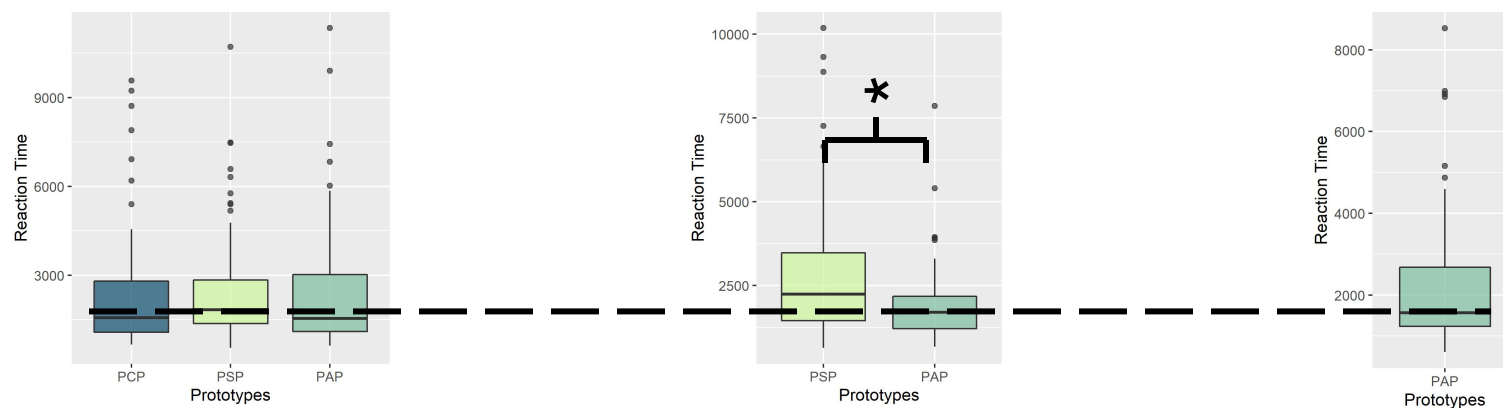 Reaction Time
9000
6000
3000
PCP PSP PAP
Prototypes
Reaction Time
10000
7500
5000
2500
*
PSP PAP
Prototypes
Reaction Time
8000
6000
4000
2000
PAP
Prototypes